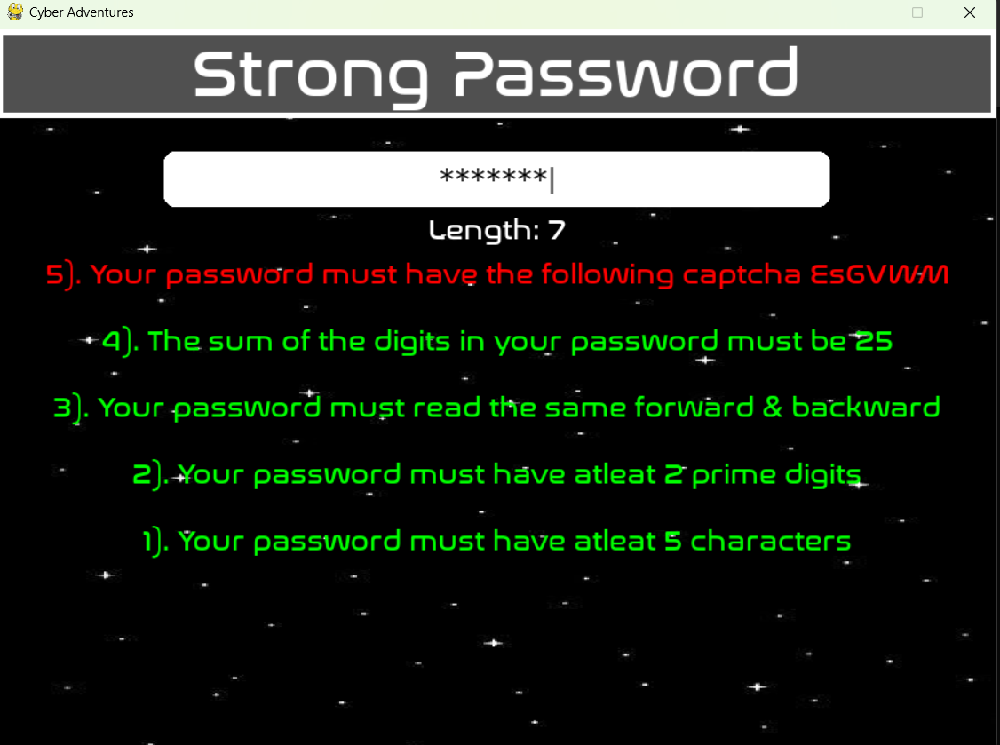 Cyber Adventures
Strong Password
*******|
Length: 7
5). Your password must have the following captcha EsGVWM
4). The sum of the digits in your password must be 25
3). Your password must read the same forward & backward
2). Your password must have atleat 2 prime digits
1). Your password must have atleat 5 characters